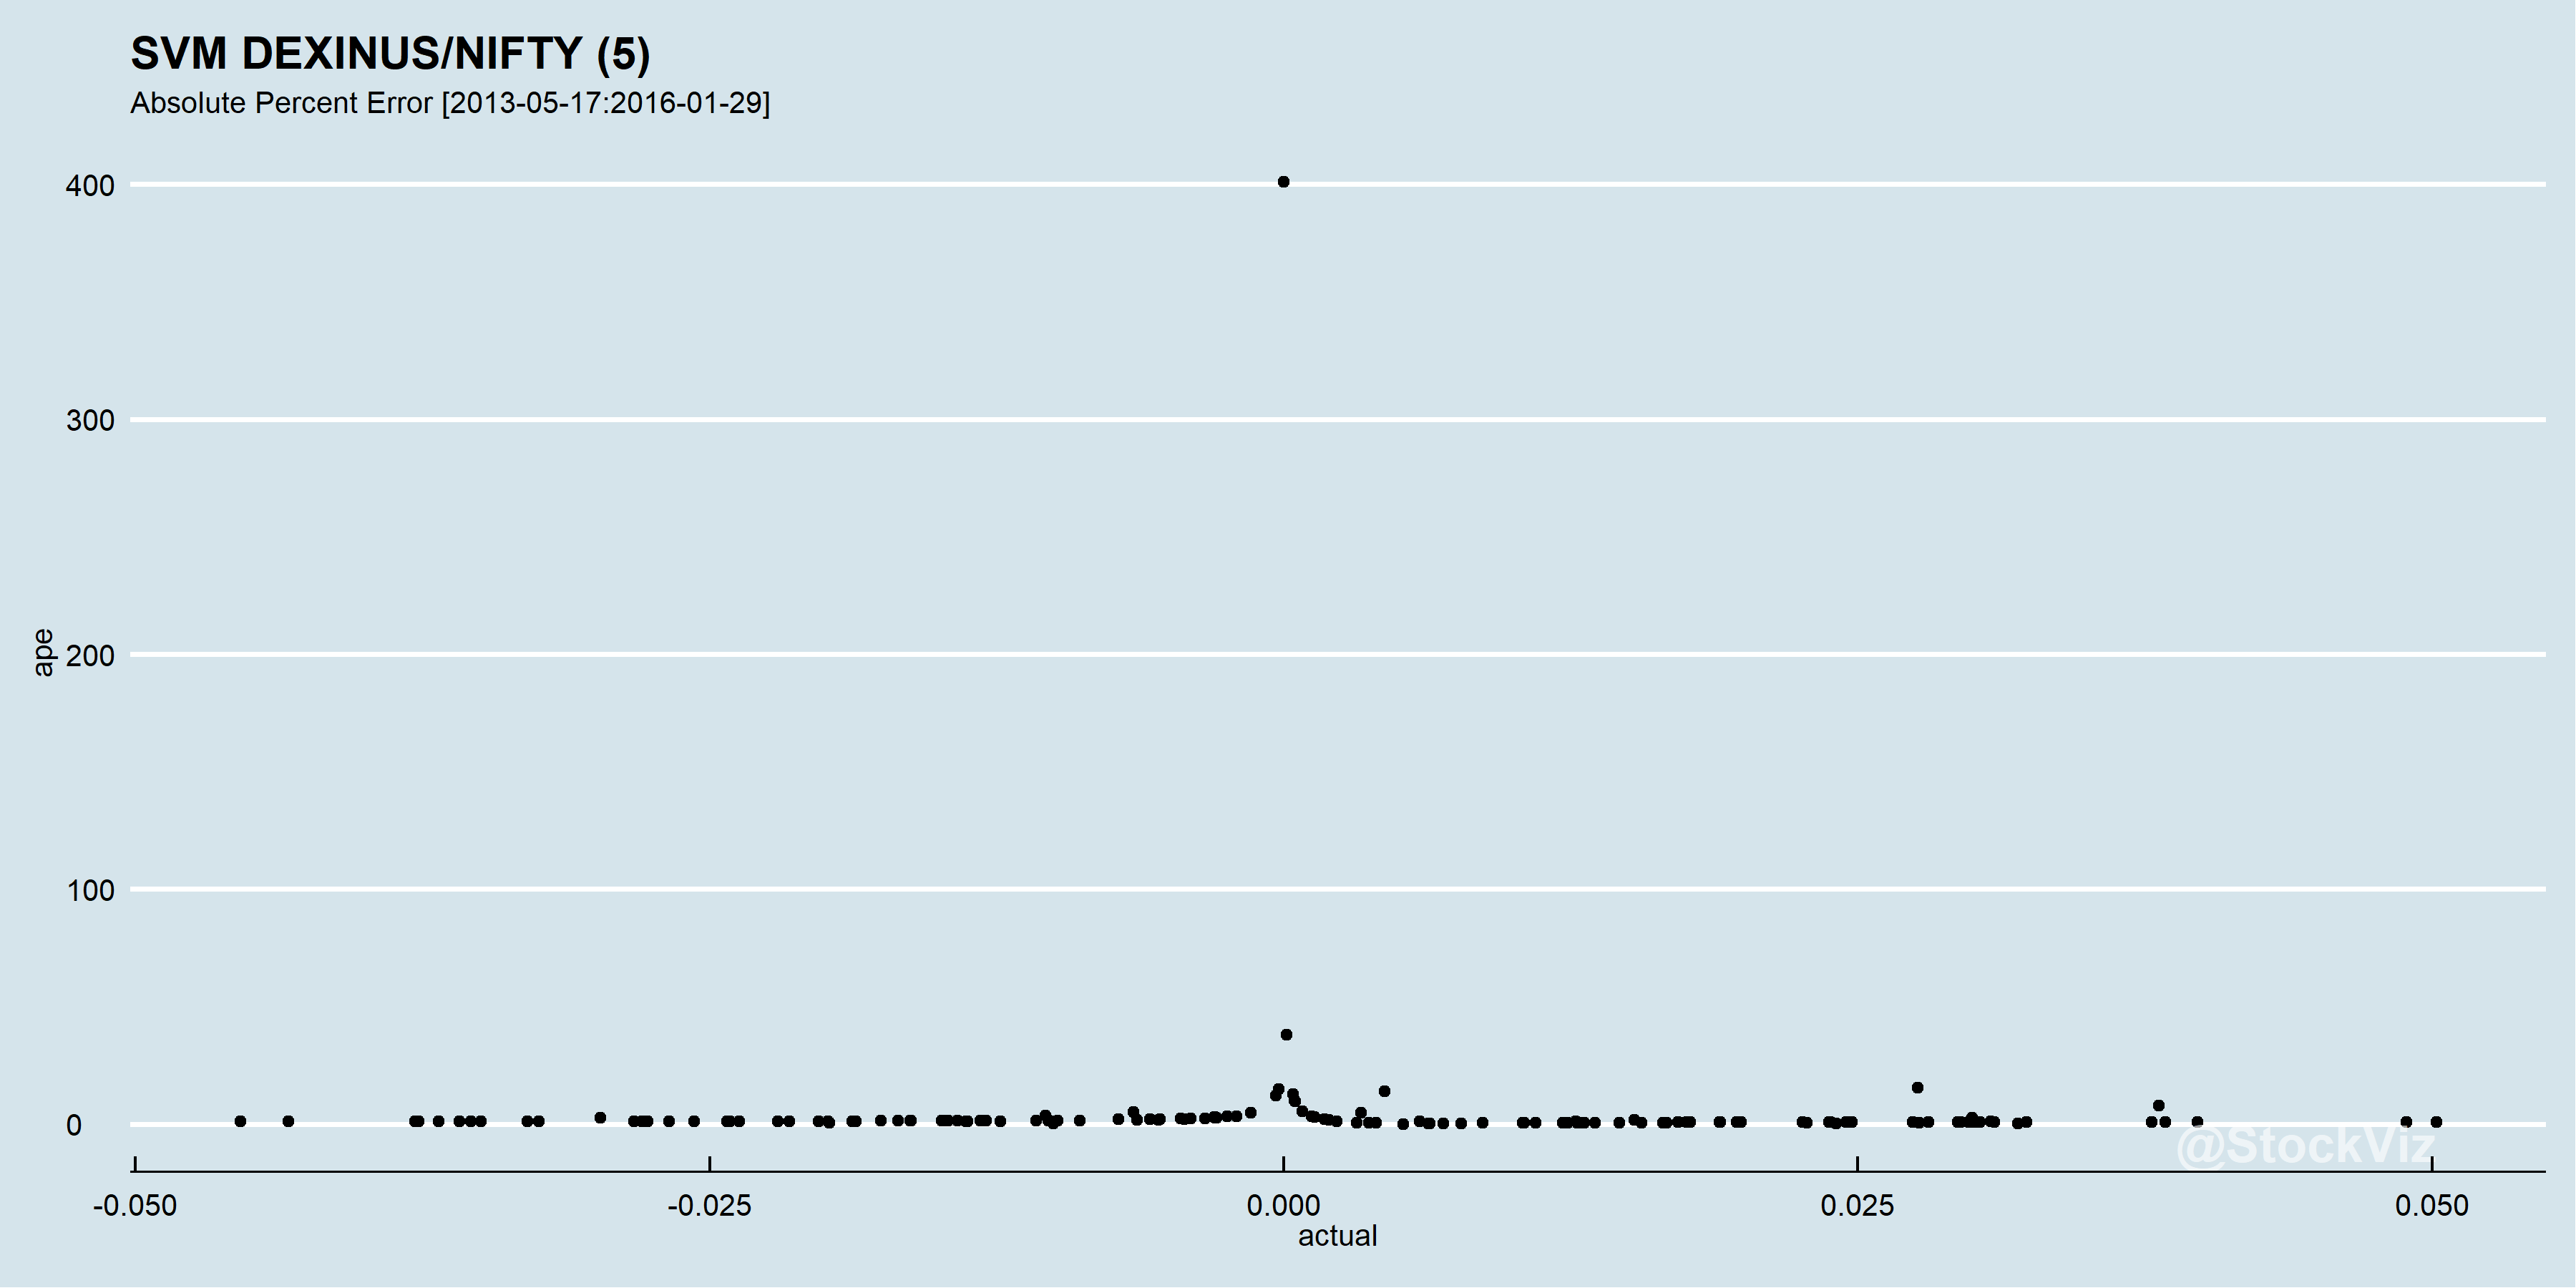 SVM DEXINUS/NIFTY (5)
Absolute Percent Error [2013-05-17:2016-01-29]
400
300
200
100
0
ape
-0.050
-0.025
0.000
0.025
0.050
actual
@StockViz